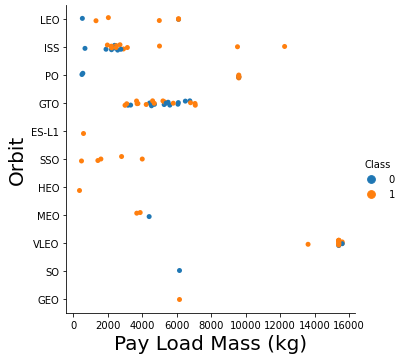 Orbit
LEO
ISS
PO
GTO
ES-L1
SSO
HEO
MEO
VLEO
SO
GEO
0 2000 4000 6000 8000 10000 12000 14000 16000
Pay Load Mass (kg)
Class
0
1